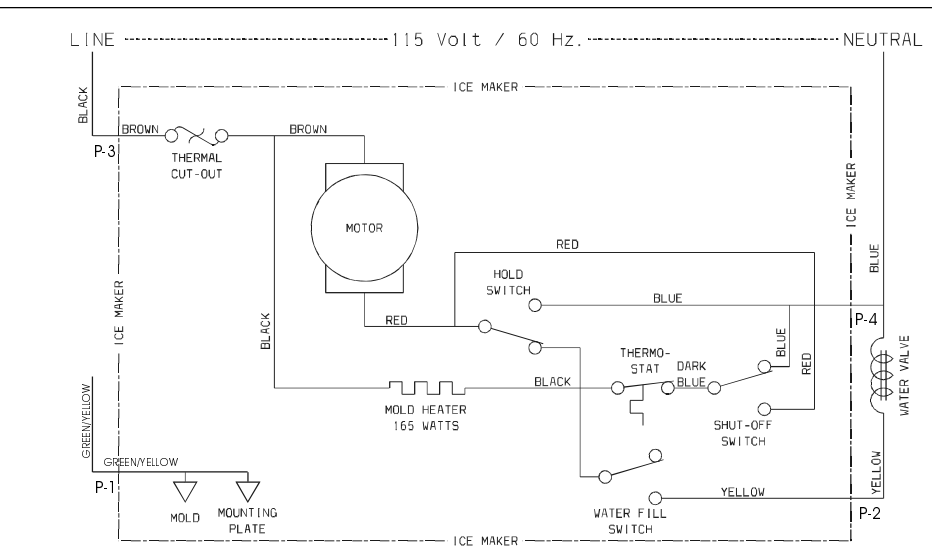 LINE 115 Volt / 60 Hz. NEUTRAL
ICE MAKER
BLACK
BROWN
BROWN
P-3
THERMAL
CUT-OUT
ICE MAKER
MOTOR
RED
BLUE
HOLD
SWITCH
BLUE
ICE MAKER
RED
P-4
BLACK
BLUE
RED
THERMO-
STAT
DARK
BLUE
BLACK
WATER VALVE
MOLD HEATER
165 WATTS
SHUT-OFF
SWITCH
GREEN/YELLOW
GREEN/YELLOW
P-1
YELLOW
YELLOW
P-2
MOLD
MOUNTING
PLATE
WATER FILL
SWITCH
ICE MAKER